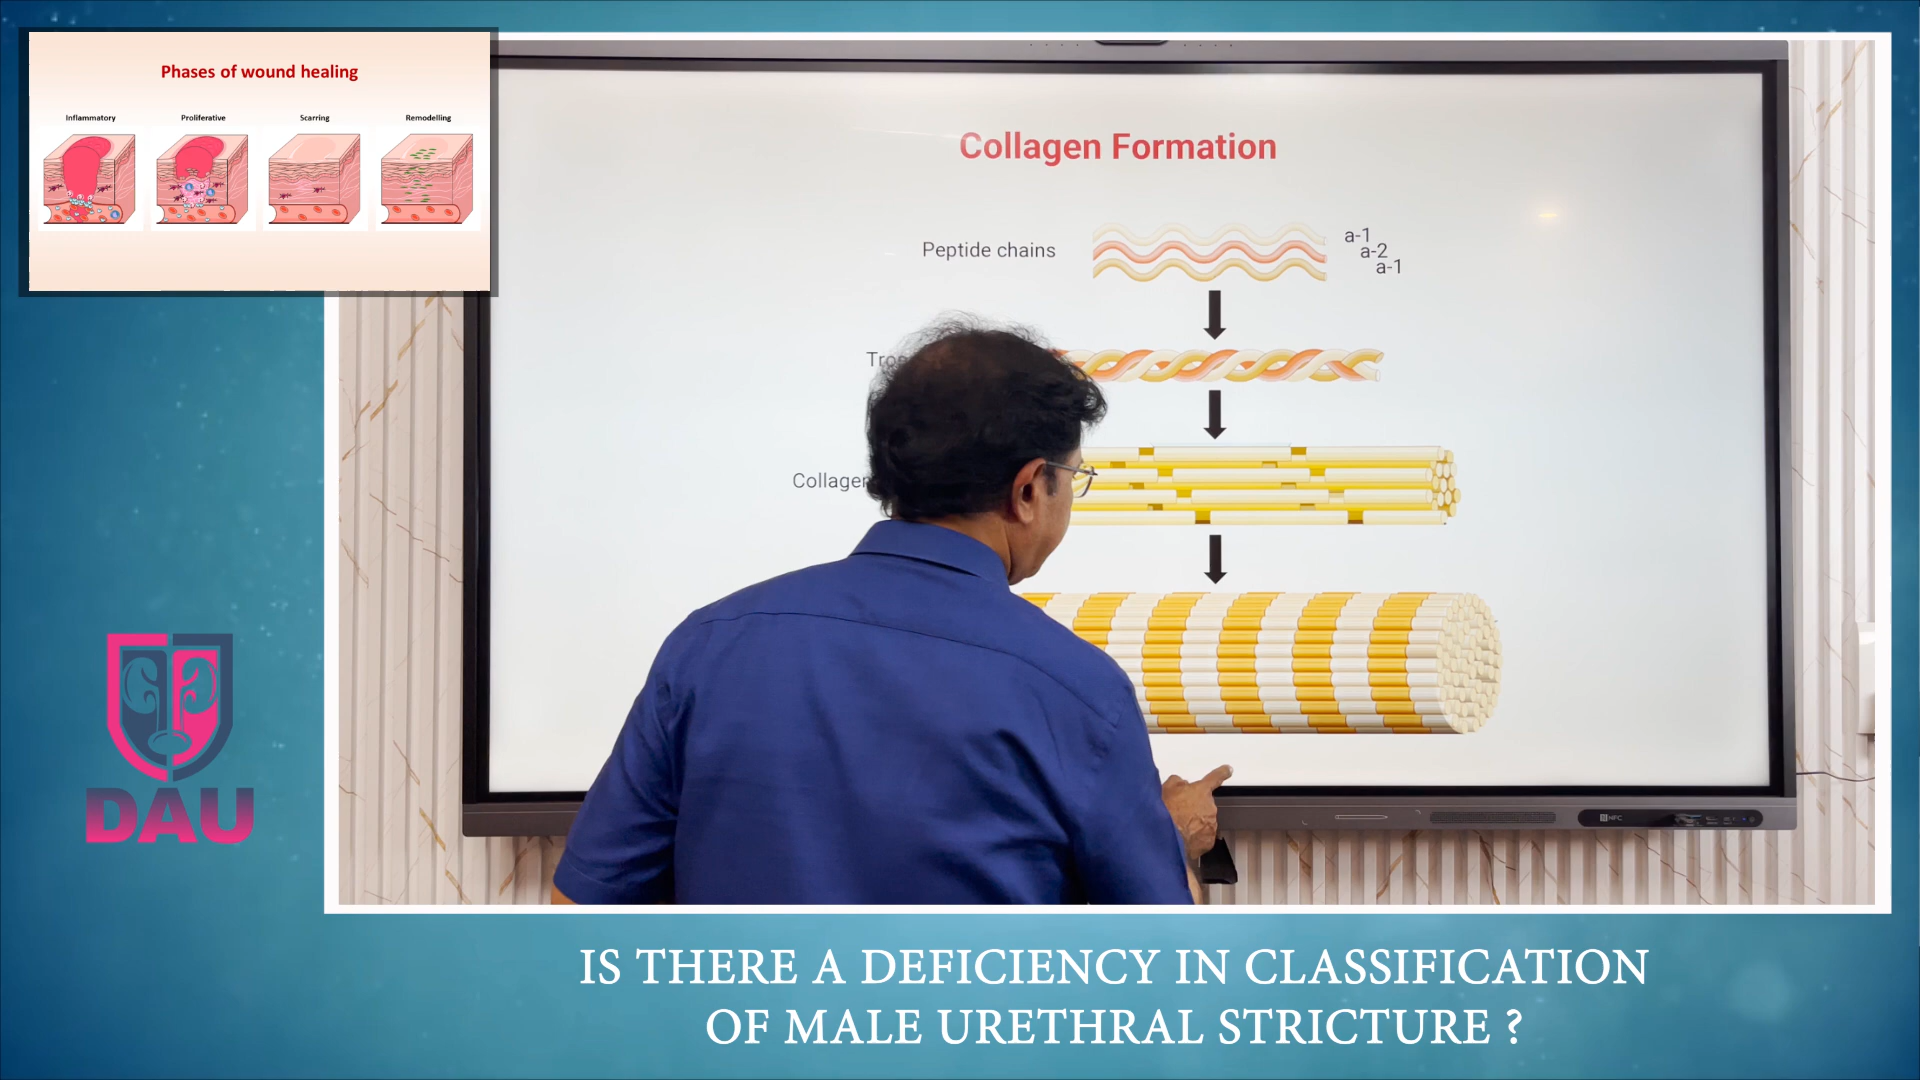 Phases of wound healing
Inflammatory Proliferative Scarring Remodelling
Collagen Formation
Peptide chains
a-1
a-2
a-1
DAU
NFC
IS THERE A DEFICIENCY IN CLASSIFICATION
OF MALE URETHRAL STRICTURE ?